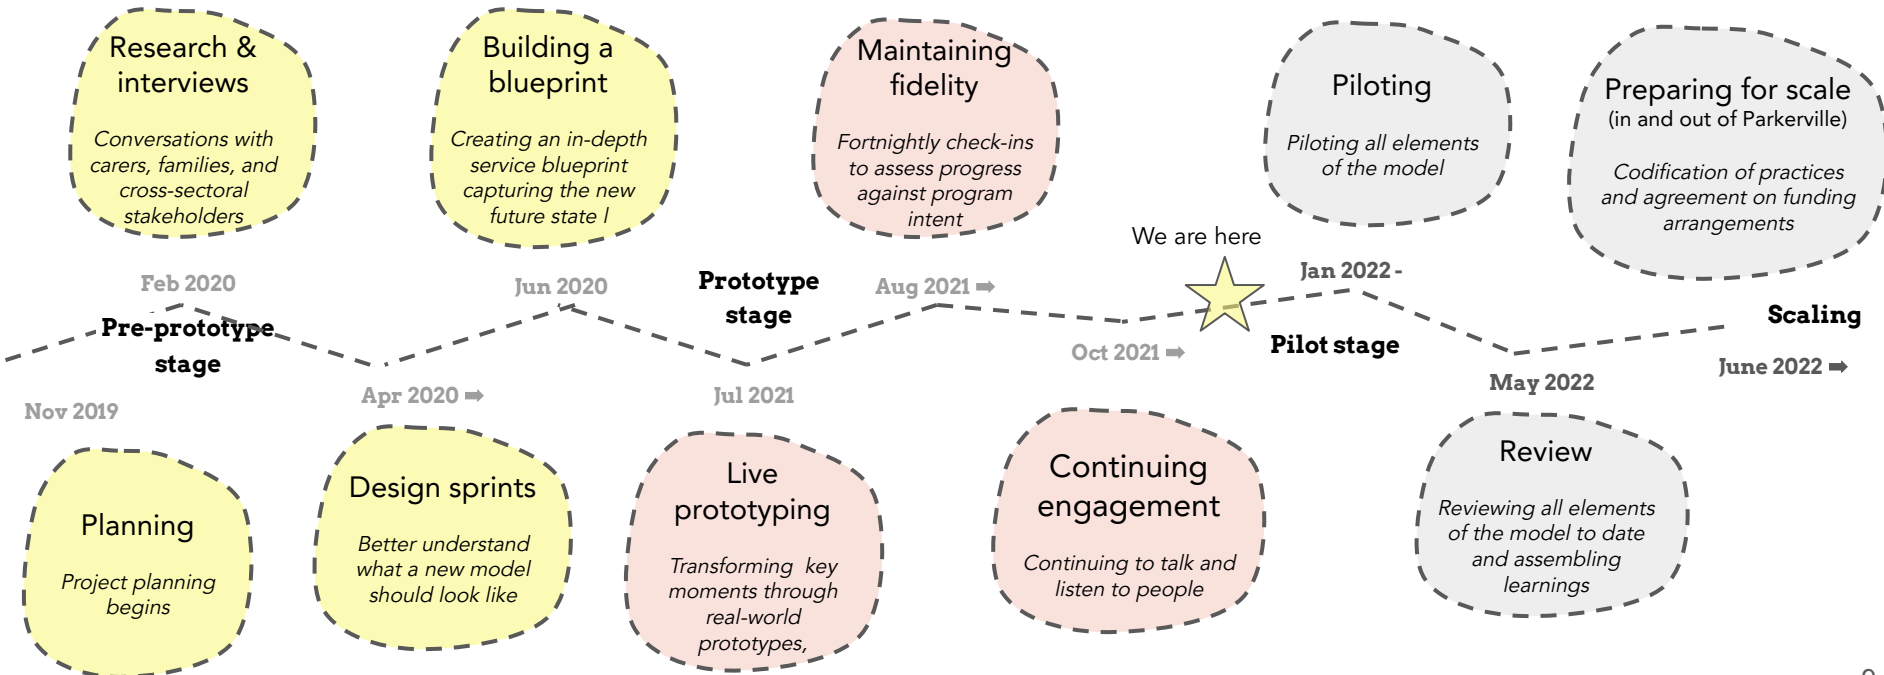 Research &
interviews
Conversations with
carers, families, and
cross-sectoral
stakeholders
Building a
blueprint
Creating an in-depth
service blueprint
capturing the new
future state l
Maintaining
fidelity
Fortnightly check-ins
to assess progress
against program
intent
Piloting
Piloting all elements
of the model
Preparing for scale
(in and out of Parkerville)
Codification of practices
and agreement on funding
arrangements
We are here
Feb 2020
Jun 2020
Prototype
stage
Aug 2021 ➡
Jan 2022 -
Pre-prototype
stage
Oct 2021 ➡
Pilot stage
Scaling
June 2022 ➡
Nov 2019
Apr 2020 ➡
Jul 2021
May 2022
Planning
Project planning
begins
Design sprints
Better understand
what a new model
should look like
Live
prototyping
Transforming key
moments through
real-world
prototypes,
Continuing
engagement
Continuing to talk and
listen to people
Review
Reviewing all elements
of the model to date
and assembling
learnings